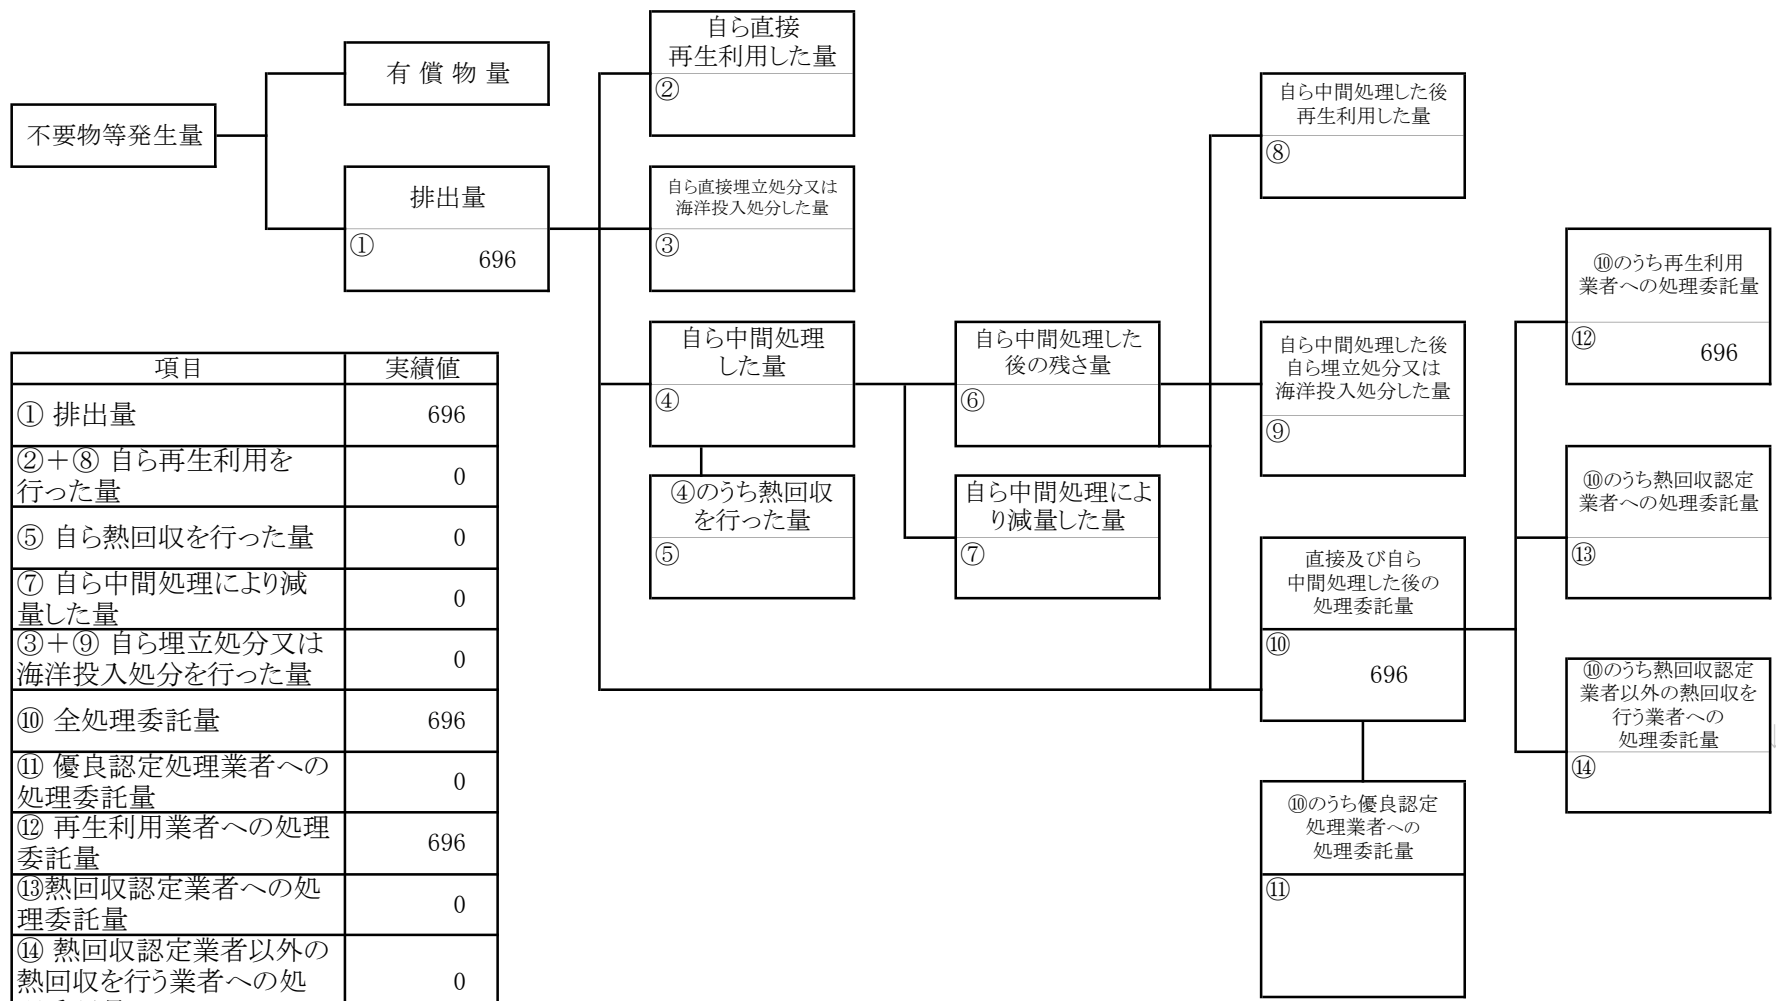 不要物等発生量
有 償 物 量
排出量
①
696
自ら直接
再生利用した量
②
自ら直接埋立処分又は
海洋投入処分した量
③
自ら中間処理
した量
④
④のうち熱回収
を行った量
⑤
自ら中間処理した
後の残さ量
⑥
自ら中間処理によ
り減量した量
⑦
自ら中間処理した後
再生利用した量
⑧
自ら中間処理した後
自ら埋立処分又は
海洋投入処分した量
⑨
直接及び自ら
中間処理した後の
処理委託量
⑩
696
⑩のうち優良認定
処理業者への
処理委託量
⑪
⑩のうち再生利用
業者への処理委託量
⑫
696
⑩のうち熱回収認定
業者への処理委託量
⑬
⑩のうち熱回収認定
業者以外の熱回収を
行う業者への
処理委託量
⑭
項目 実績値
① 排出量 696
②+⑧ 自ら再生利用を
行った量 0
⑤ 自ら熱回収を行った量 0
⑦ 自ら中間処理により減
量した量 0
③+⑨ 自ら埋立処分又は
海洋投入処分を行った量 0
⑩ 全処理委託量 696
⑪ 優良認定処理業者への
処理委託量 0
⑫ 再生利用業者への処理
委託量 696
⑬熱回収認定業者への処
理委託量 0
⑭ 熱回収認定業者以外の
熱回収を行う業者への処 0